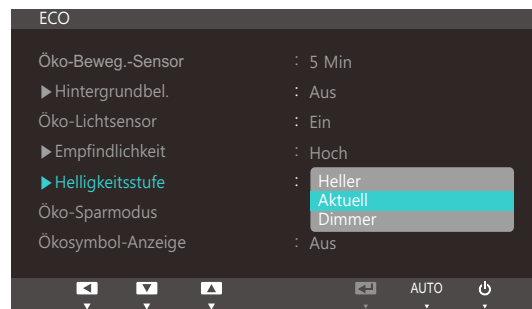 ECO
Öko-Beweg.-Sensor : 5 Min
▶Hintergrundbel. : Aus
Öko-Lichtsensor : Ein
▶Empfindlichkeit : Hoch
▶Helligkeitsstufe : Heller
Aktuell
Öko-Sparmodus Dimmer
Ökosymbol-Anzeige : Aus
AUTO